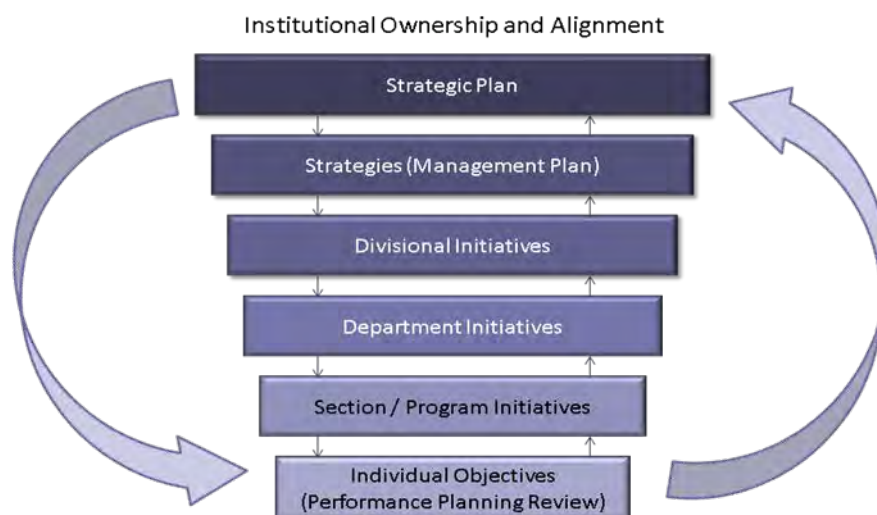 Institutional Ownership and Alignment
Strategic Plan
Strategies (Management Plan)
Divisional Initiatives
Department Initiatives
Section / Program Initiatives
Individual Objectives
(Performance Planning Review)